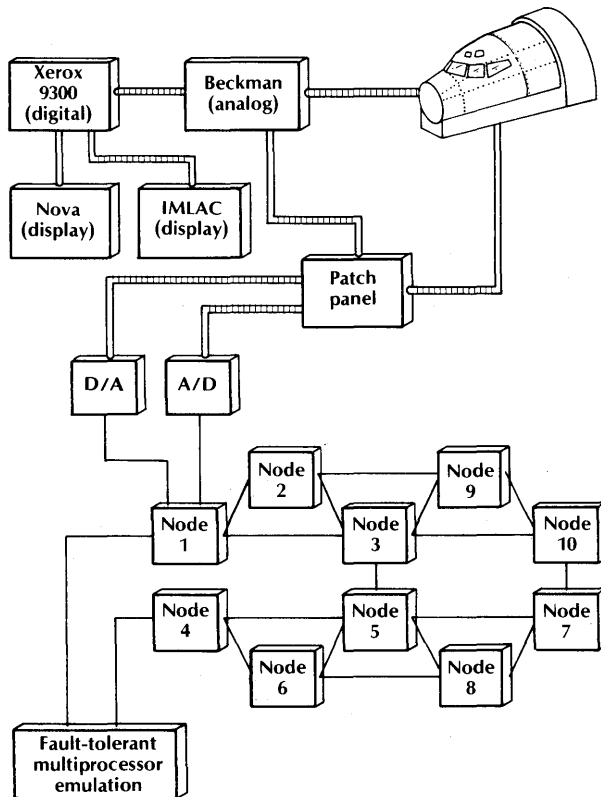 Xerox
9300
(digital)
Beckman
(analog)
Nova
(display)
IMLAC
(display)
Patch
panel
D/A
A/D
Node
2
Node
9
Node
1
Node
3
Node
10
Node
4
Node
5
Node
7
Node
6
Node
8
Fault-tolerant
multiprocessor
emulation